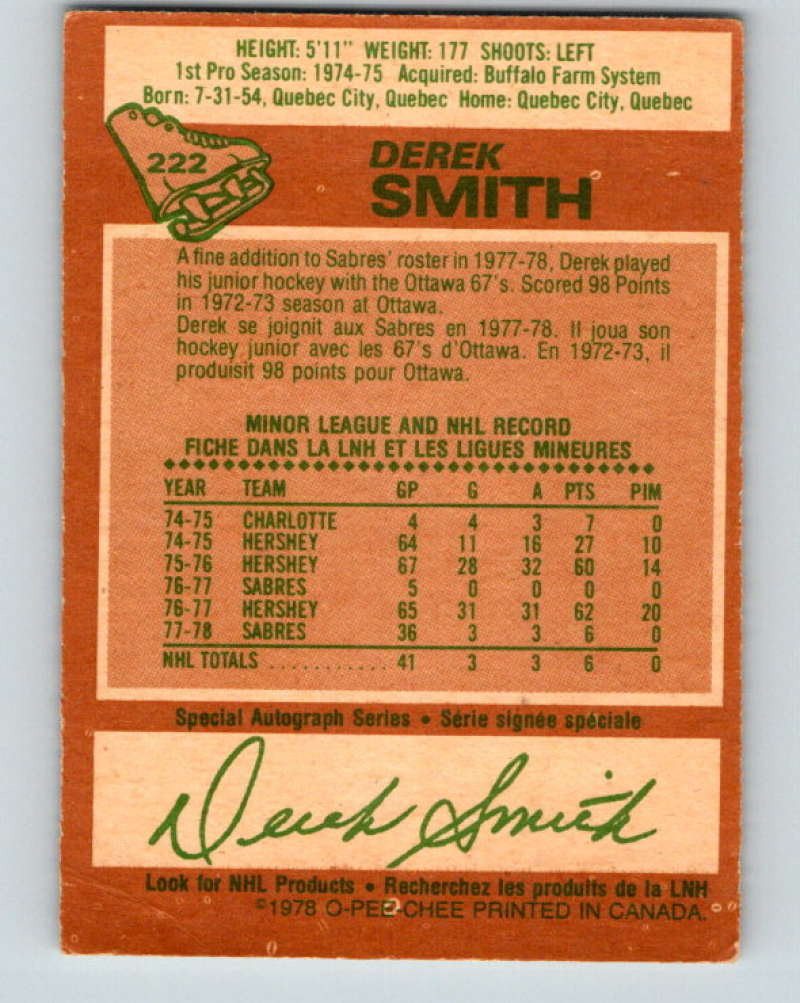 HEIGHT: 5'11" WEIGHT: 177 SHOOTS: LEFT
1st Pro Season: 1974-75 Acquired: Buffalo Farm System
Born: 7-31-54, Quebec City, Quebec Home: Quebec City, Quebec
222
DEREK
SMITH
A fine addition to Sabres' roster in 1977-78, Derek played
his junior hockey with the Ottawa 67's. Scored 98 Points
in 1972-73 season at Ottawa.
Derek se joignit aux Sabres en 1977-78. Il joua son
hockey junior avec les 67's d'Ottawa. En 1972-73, il
produisit 98 points pour Ottawa.
MINOR LEAGUE AND NHL RECORD
FICHE DANS LA LNH ET LES LIGUES MINEURES
YEAR TEAM GP G A PTS PIM
74-75 CHARLOTTE 4 4 3 7 0
74-75 HERSHEY 64 11 16 27 10
75-76 HERSHEY 67 28 32 60 14
76-77 SABRES 5 0 0 0 0
76-77 HERSHEY 65 31 31 62 20
77-78 SABRES 36 3 3 6 0
NHL TOTALS ............ 41 3 3 6 0
Special Autograph Series • Série signée spéciale
Derek Smith
Look for NHL Products • Recherchez les produits de la LNH
©1978 O-PEE-CHEE PRINTED IN CANADA.